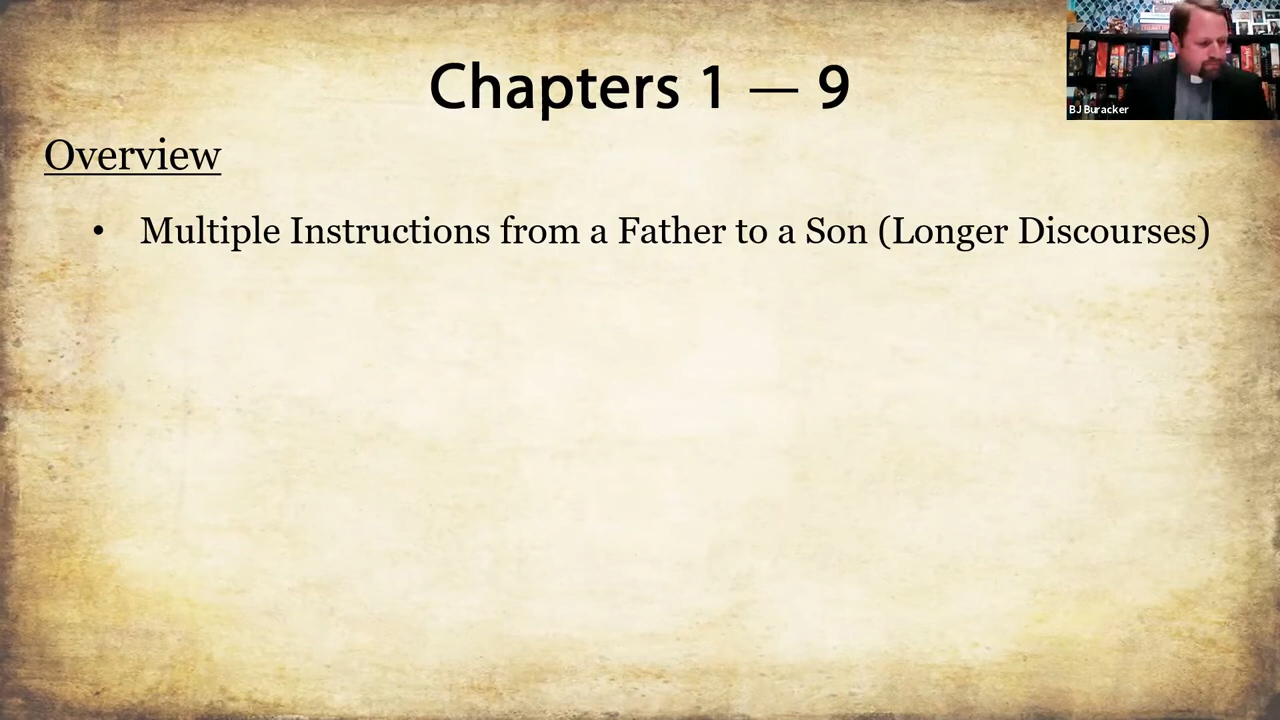 Chapters 1 — 9
BJ Buracker
Overview
• Multiple Instructions from a Father to a Son (Longer Discourses)